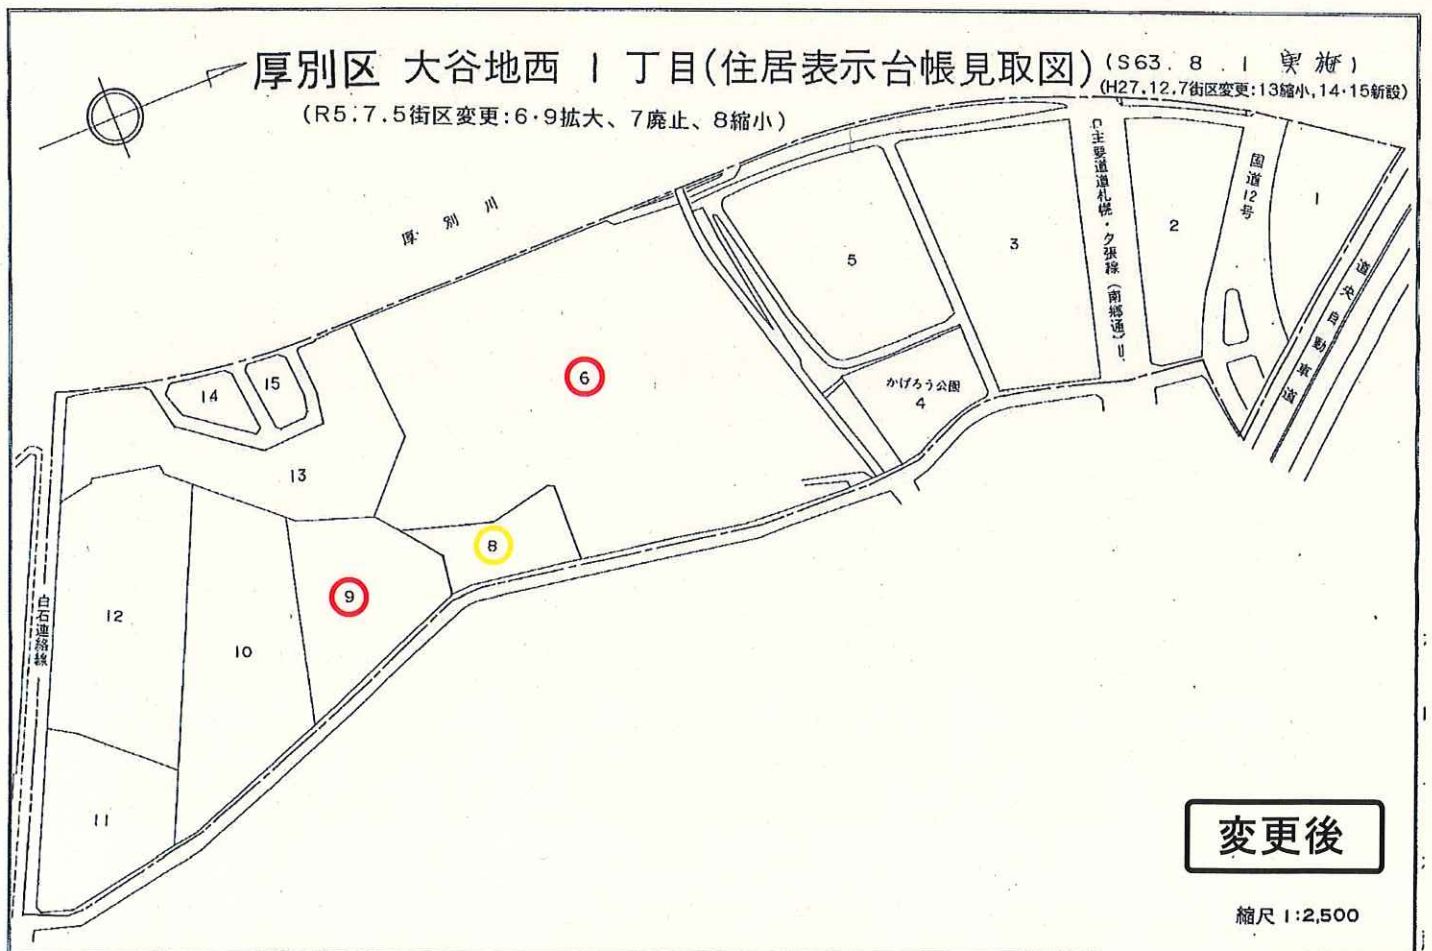 厚別区 大谷地西 1 丁目(住居表示台帳見取図)
(S63. 8. 1 実施)
(R5.7.5街区変更:6・9拡大、7廃止、8縮小)
(H27.12.7街区変更:13縮小,14・15新設)
厚別川
主要道道札幌・夕張線(南郷通)
国道12号
道央自動車道
白石連絡線
1
2
3
5
かげろう公園
4
6
15
14
13
8
9
12
10
11
変更後
縮尺 1:2,500